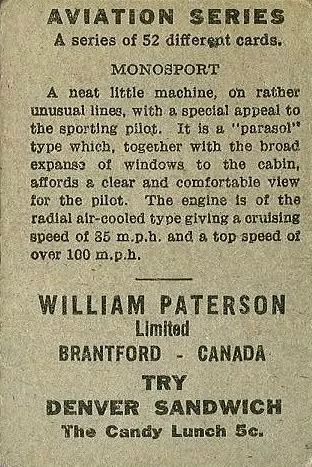 AVIATION SERIES
A series of 52 different cards.
MONOSPORT
A neat little machine, on rather
unusual lines, with a special appeal to
the sporting pilot. It is a "parasol"
type which, together with the broad
expanse of windows to the cabin,
affords a clear and comfortable view
for the pilot. The engine is of the
radial air-cooled type giving a cruising
speed of 85 m.p.h. and a top speed of
over 100 m.p.h.
WILLIAM PATERSON
Limited
BRANTFORD - CANADA
TRY
DENVER SANDWICH
The Candy Lunch 5c.